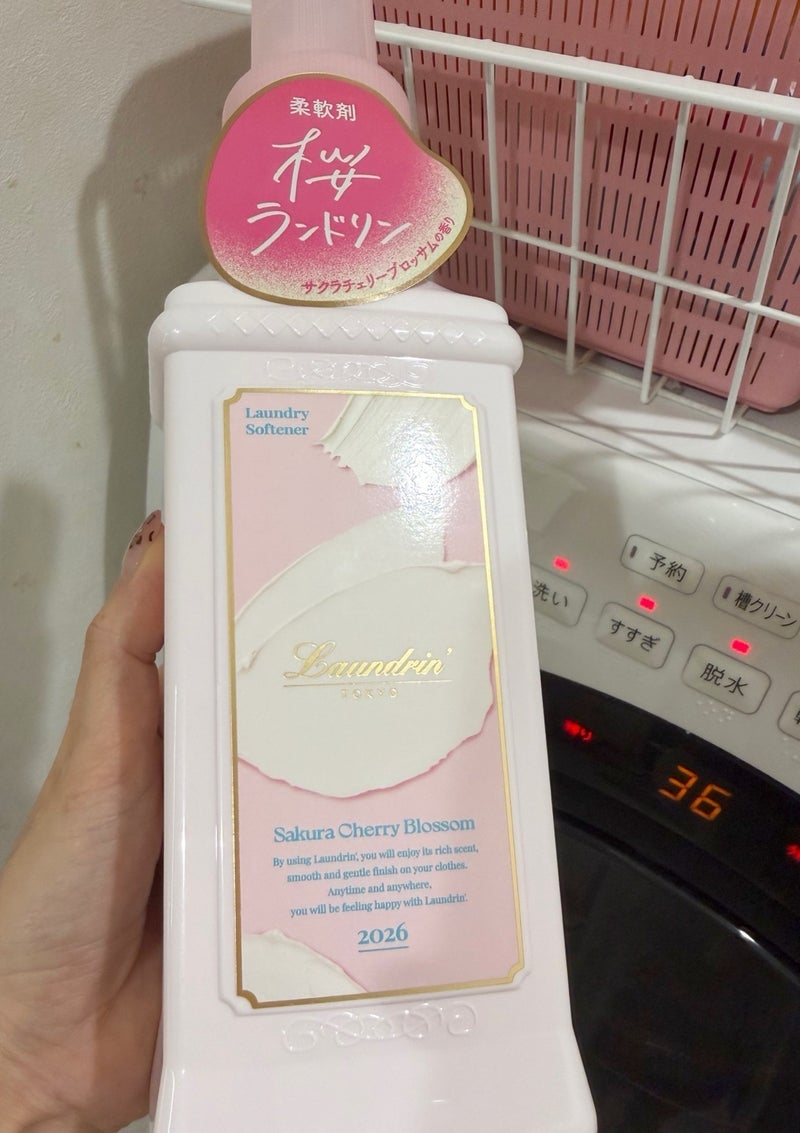 柔軟剤
桜
ランドリン
サクラチェリーブロッサムの香り
Laundry
Softener
Laundrin'
TOKYO
Sakura Cherry Blossom
By using Laundrin', you will enjoy its rich scent,
smooth and gentle finish on your clothes.
Anytime and anywhere,
you will be feeling happy with Laundrin'.
2026
予約
槽クリーン
洗い
すすぎ
脱水
残り
36